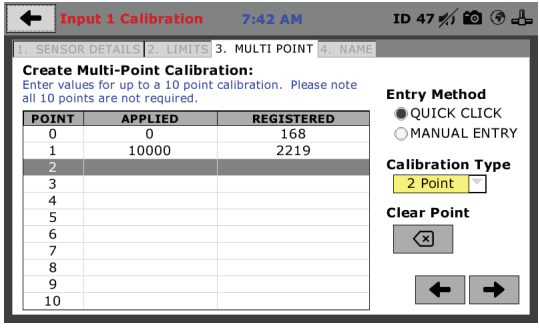 Input 1 Calibration 7:42 AM ID 47
1. SENSOR DETAILS 2. LIMITS 3. MULTI POINT 4. NAME
Create Multi-Point Calibration:
Enter values for up to a 10 point calibration. Please note
all 10 points are not required.
POINT APPLIED REGISTERED
0 0 168
1 10000 2219
2
3
4
5
6
7
8
9
10
Entry Method
QUICK CLICK
MANUAL ENTRY
Calibration Type
2 Point
Clear Point